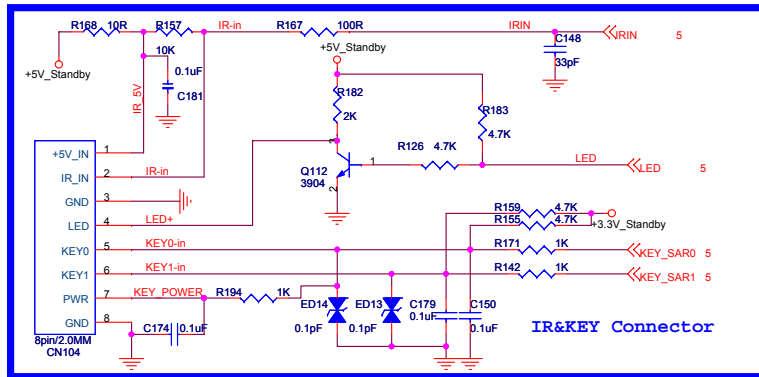 R168 10R R157 IR-in R167 100R IRIN C148 IRIN 5
+5V_Standby 10K +5V_Standby 33pF
0.1uF
IR_5V C181 R182 R183
2K 4.7K
+5V_IN 1 3 R126 4.7K LED LED 5
IR_IN 2 IR-in Q112 1
3904
GND 3 2
LED 4 LED+ R159 4.7K
R155 4.7K +3.3V_Standby
KEY0 5 KEY0-in R171 1K KEY_SAR0 5
KEY1 6 KEY1-in R142 1K KEY_SAR1 5
PWR 7 KEY_POWER R194 1K ED14 ED13 C179 C150
0.1pF 0.1pF 0.1uF 0.1uF
GND 8 C174 0.1uF IR&KEY Connector
8pin/2.0MM
CN104